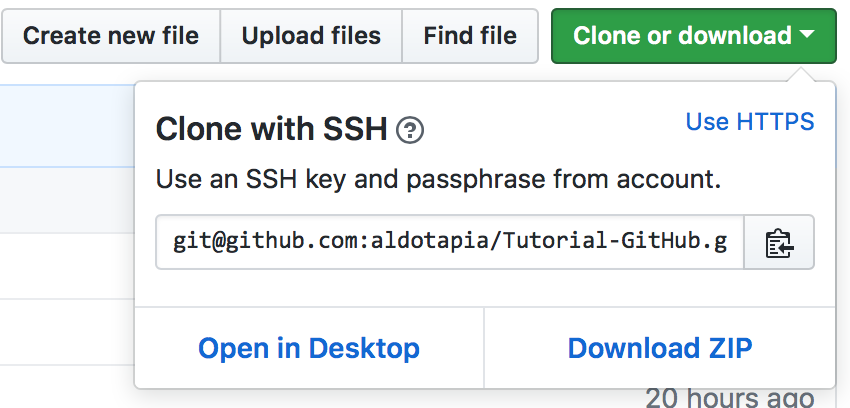 Create new file
Upload files
Find file
Clone or download
Clone with SSH ?
Use HTTPS
Use an SSH key and passphrase from account.
git@github.com:aldotapia/Tutorial-GitHub.g
Open in Desktop
Download ZIP
20 hours ago